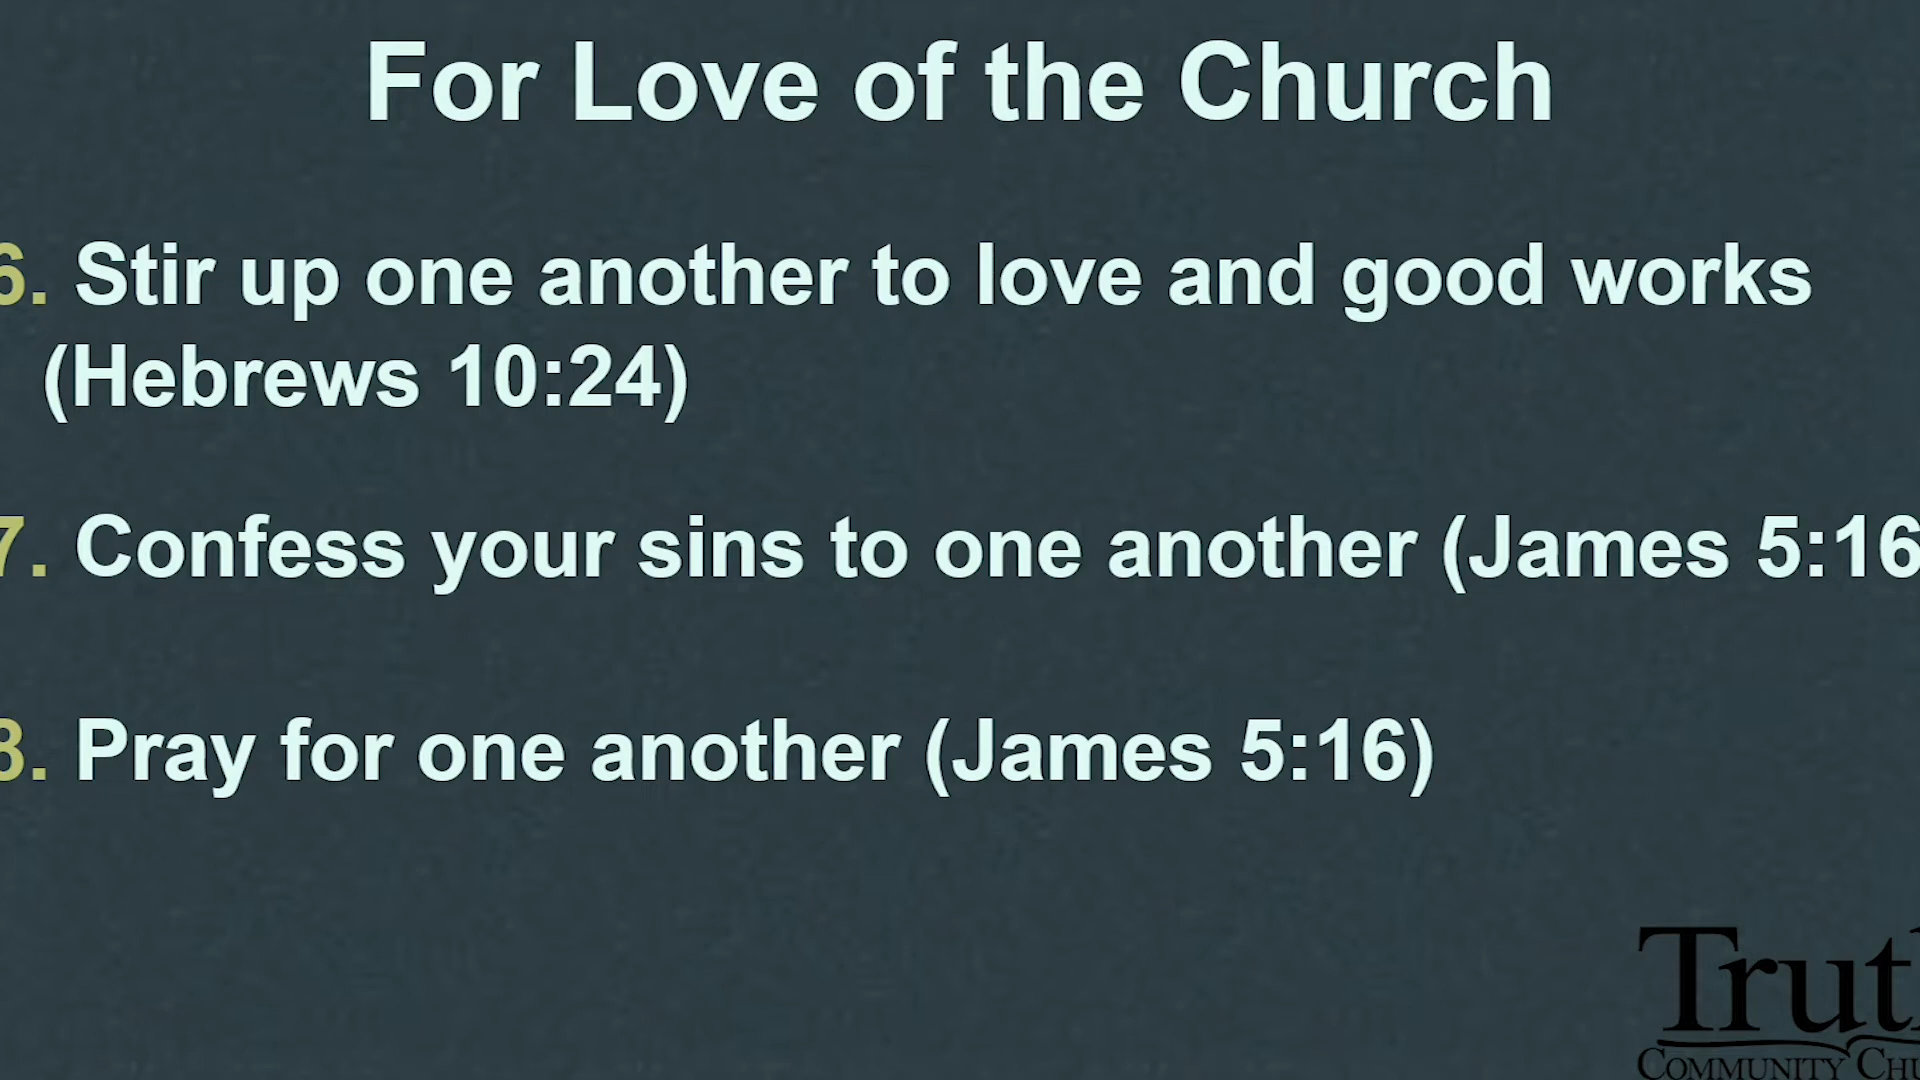 For Love of the Church
6. Stir up one another to love and good works
(Hebrews 10:24)
7. Confess your sins to one another (James 5:16
8. Pray for one another (James 5:16)
Trut
COMMUNITY CHU